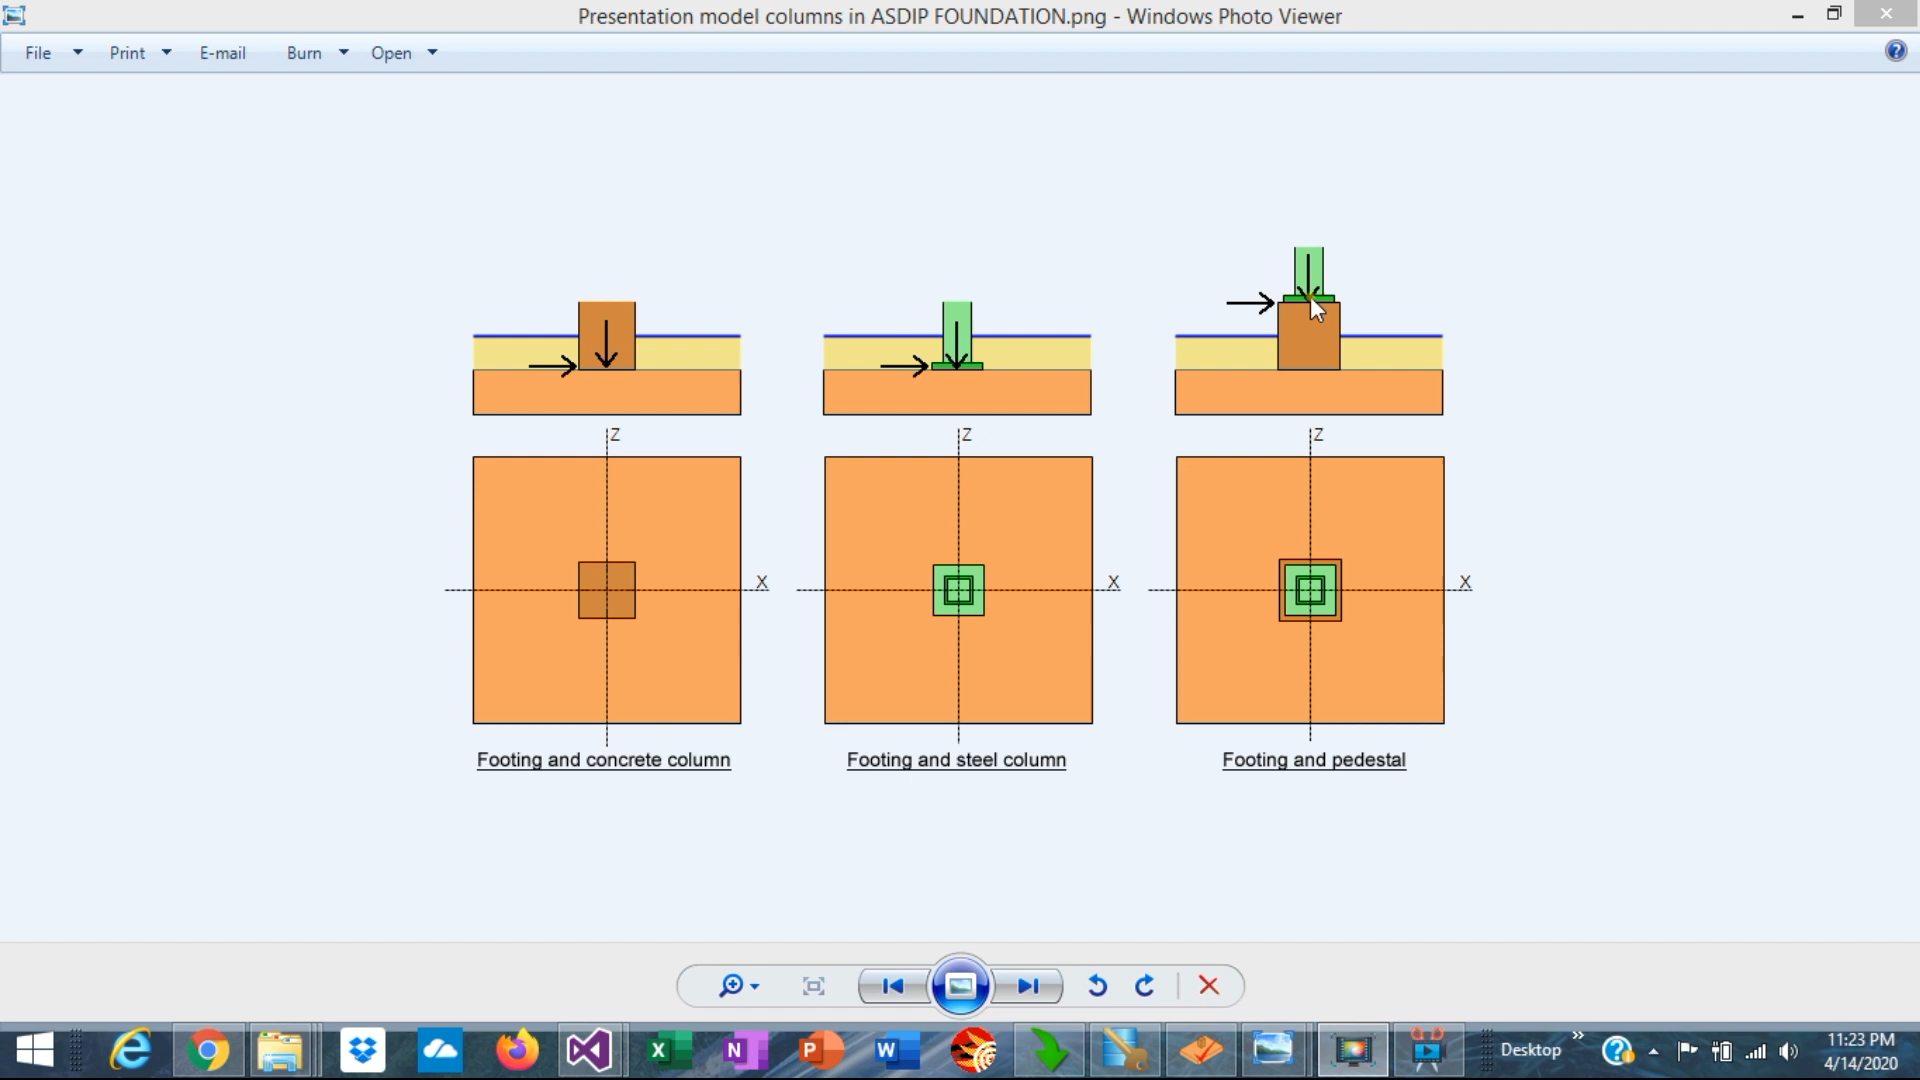 Presentation model columns in ASDIP FOUNDATION.png - Windows Photo Viewer
File Print E-mail Burn Open
Z Z Z
X X X
Footing and concrete column Footing and steel column Footing and pedestal
Desktop
11:23 PM
4/14/2020